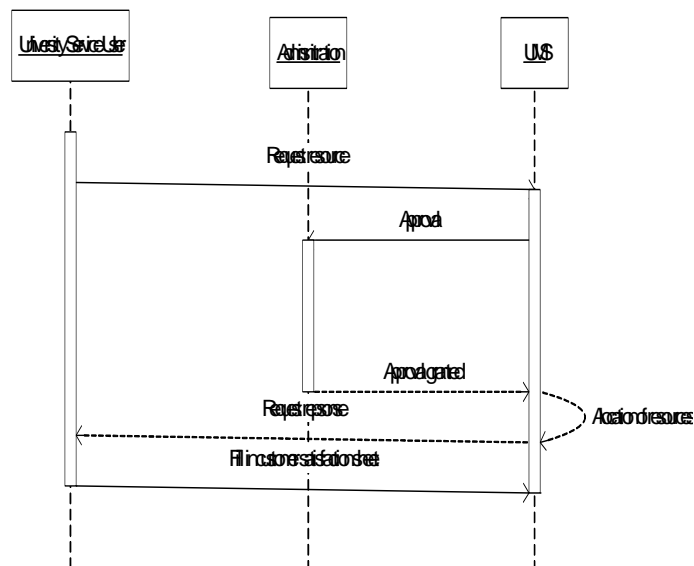 University Service User
Administration
UMS
Request resource
Approval
Approval granted
Request response
Allocation of resources
Fill in customer satisfaction sheet